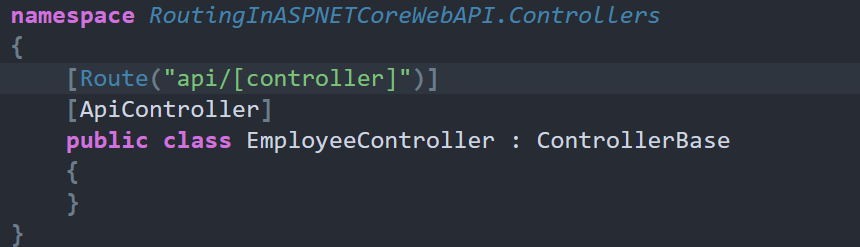 namespace RoutingInASPNETCoreWebAPI.Controllers
{
    [Route("api/[controller]")]
    [ApiController]
    public class EmployeeController : ControllerBase
    {
    }
}